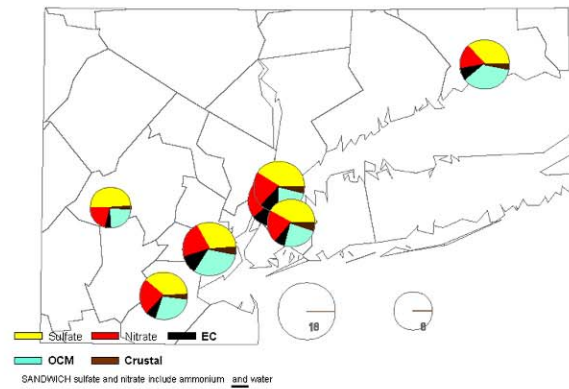 18
8
Sulfate Nitrate EC
OCM Crustal
SANDWICH sulfate and nitrate include ammonium and water